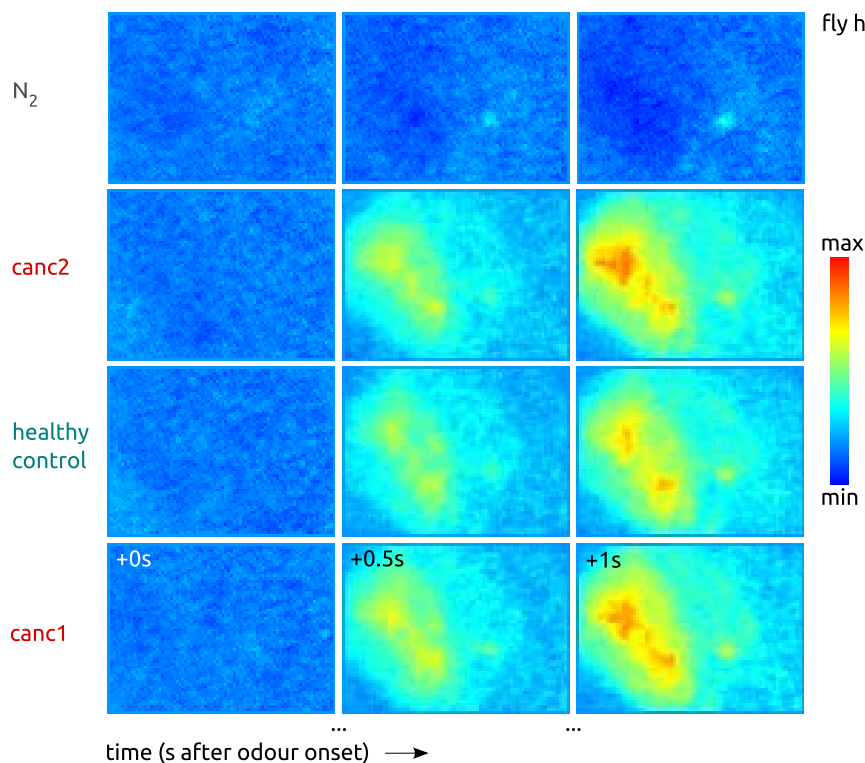 fly h
N2
canc2
max
min
healthy
control
+0s
+0.5s
+1s
canc1
... ...
time (s after odour onset)